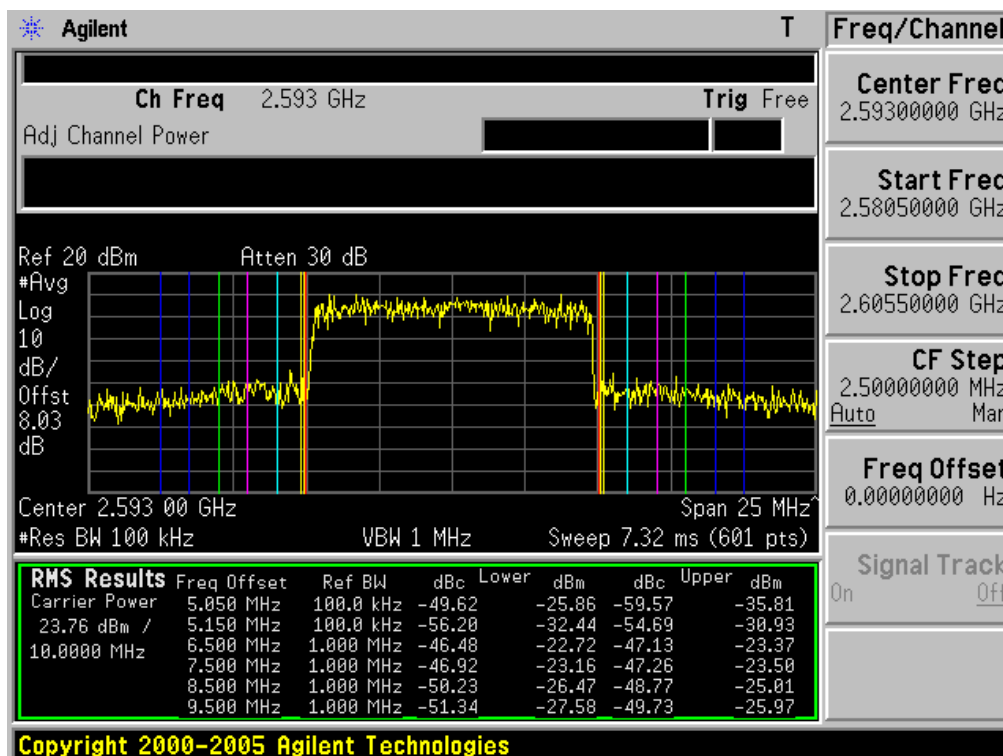 Agilent T
Freq/Channel
Ch Freq 2.593 GHz Trig Free
Adj Channel Power
Center Freq
2.59300000 GHz
Start Freq
2.58050000 GHz
Stop Freq
2.60550000 GHz
CF Step
2.50000000 MHz
Auto Man
Freq Offset
0.00000000 Hz
Signal Track
On Off
Ref 20 dBm Atten 30 dB
#Avg
Log
10
dB/
Offst
8.03
dB
Center 2.593 00 GHz Span 25 MHz^
#Res BW 100 kHz VBW 1 MHz Sweep 7.32 ms (601 pts)
RMS Results Freq Offset Ref BW dBc Lower dBm dBc Upper dBm
Carrier Power 5.050 MHz 100.0 kHz -49.62 -25.86 -59.57 -35.81
23.76 dBm / 5.150 MHz 100.0 kHz -56.20 -32.44 -54.69 -30.93
10.0000 MHz 6.500 MHz 1.000 MHz -46.48 -22.72 -47.13 -23.37
7.500 MHz 1.000 MHz -46.92 -23.16 -47.26 -23.50
8.500 MHz 1.000 MHz -50.23 -26.47 -48.77 -25.01
9.500 MHz 1.000 MHz -51.34 -27.58 -49.73 -25.97
Copyright 2000-2005 Agilent Technologies